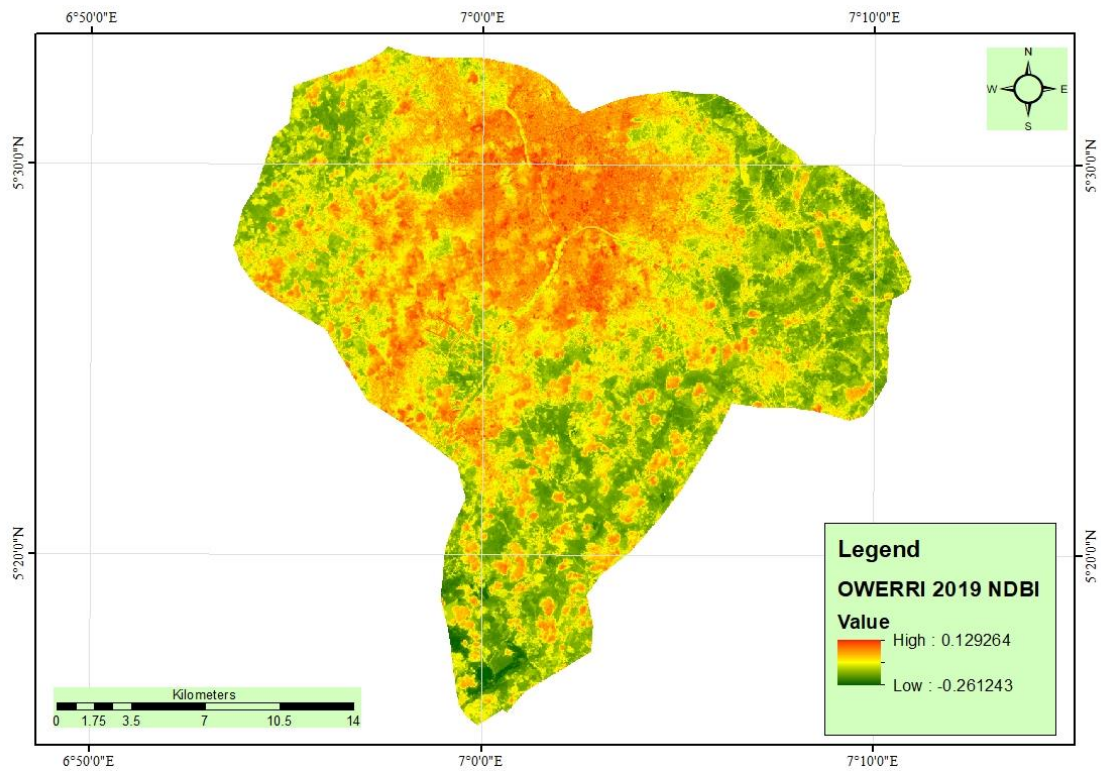 6°50'0"E 7°0'0"E 7°10'0"E
N
W E
S
5°30'0"N 5°30'0"N
5°20'0"N 5°20'0"N
Legend
OWERRI 2019 NDBI
Value
High : 0.129264
Low : -0.261243
Kilometers
0 1.75 3.5 7 10.5 14
6°50'0"E 7°0'0"E 7°10'0"E